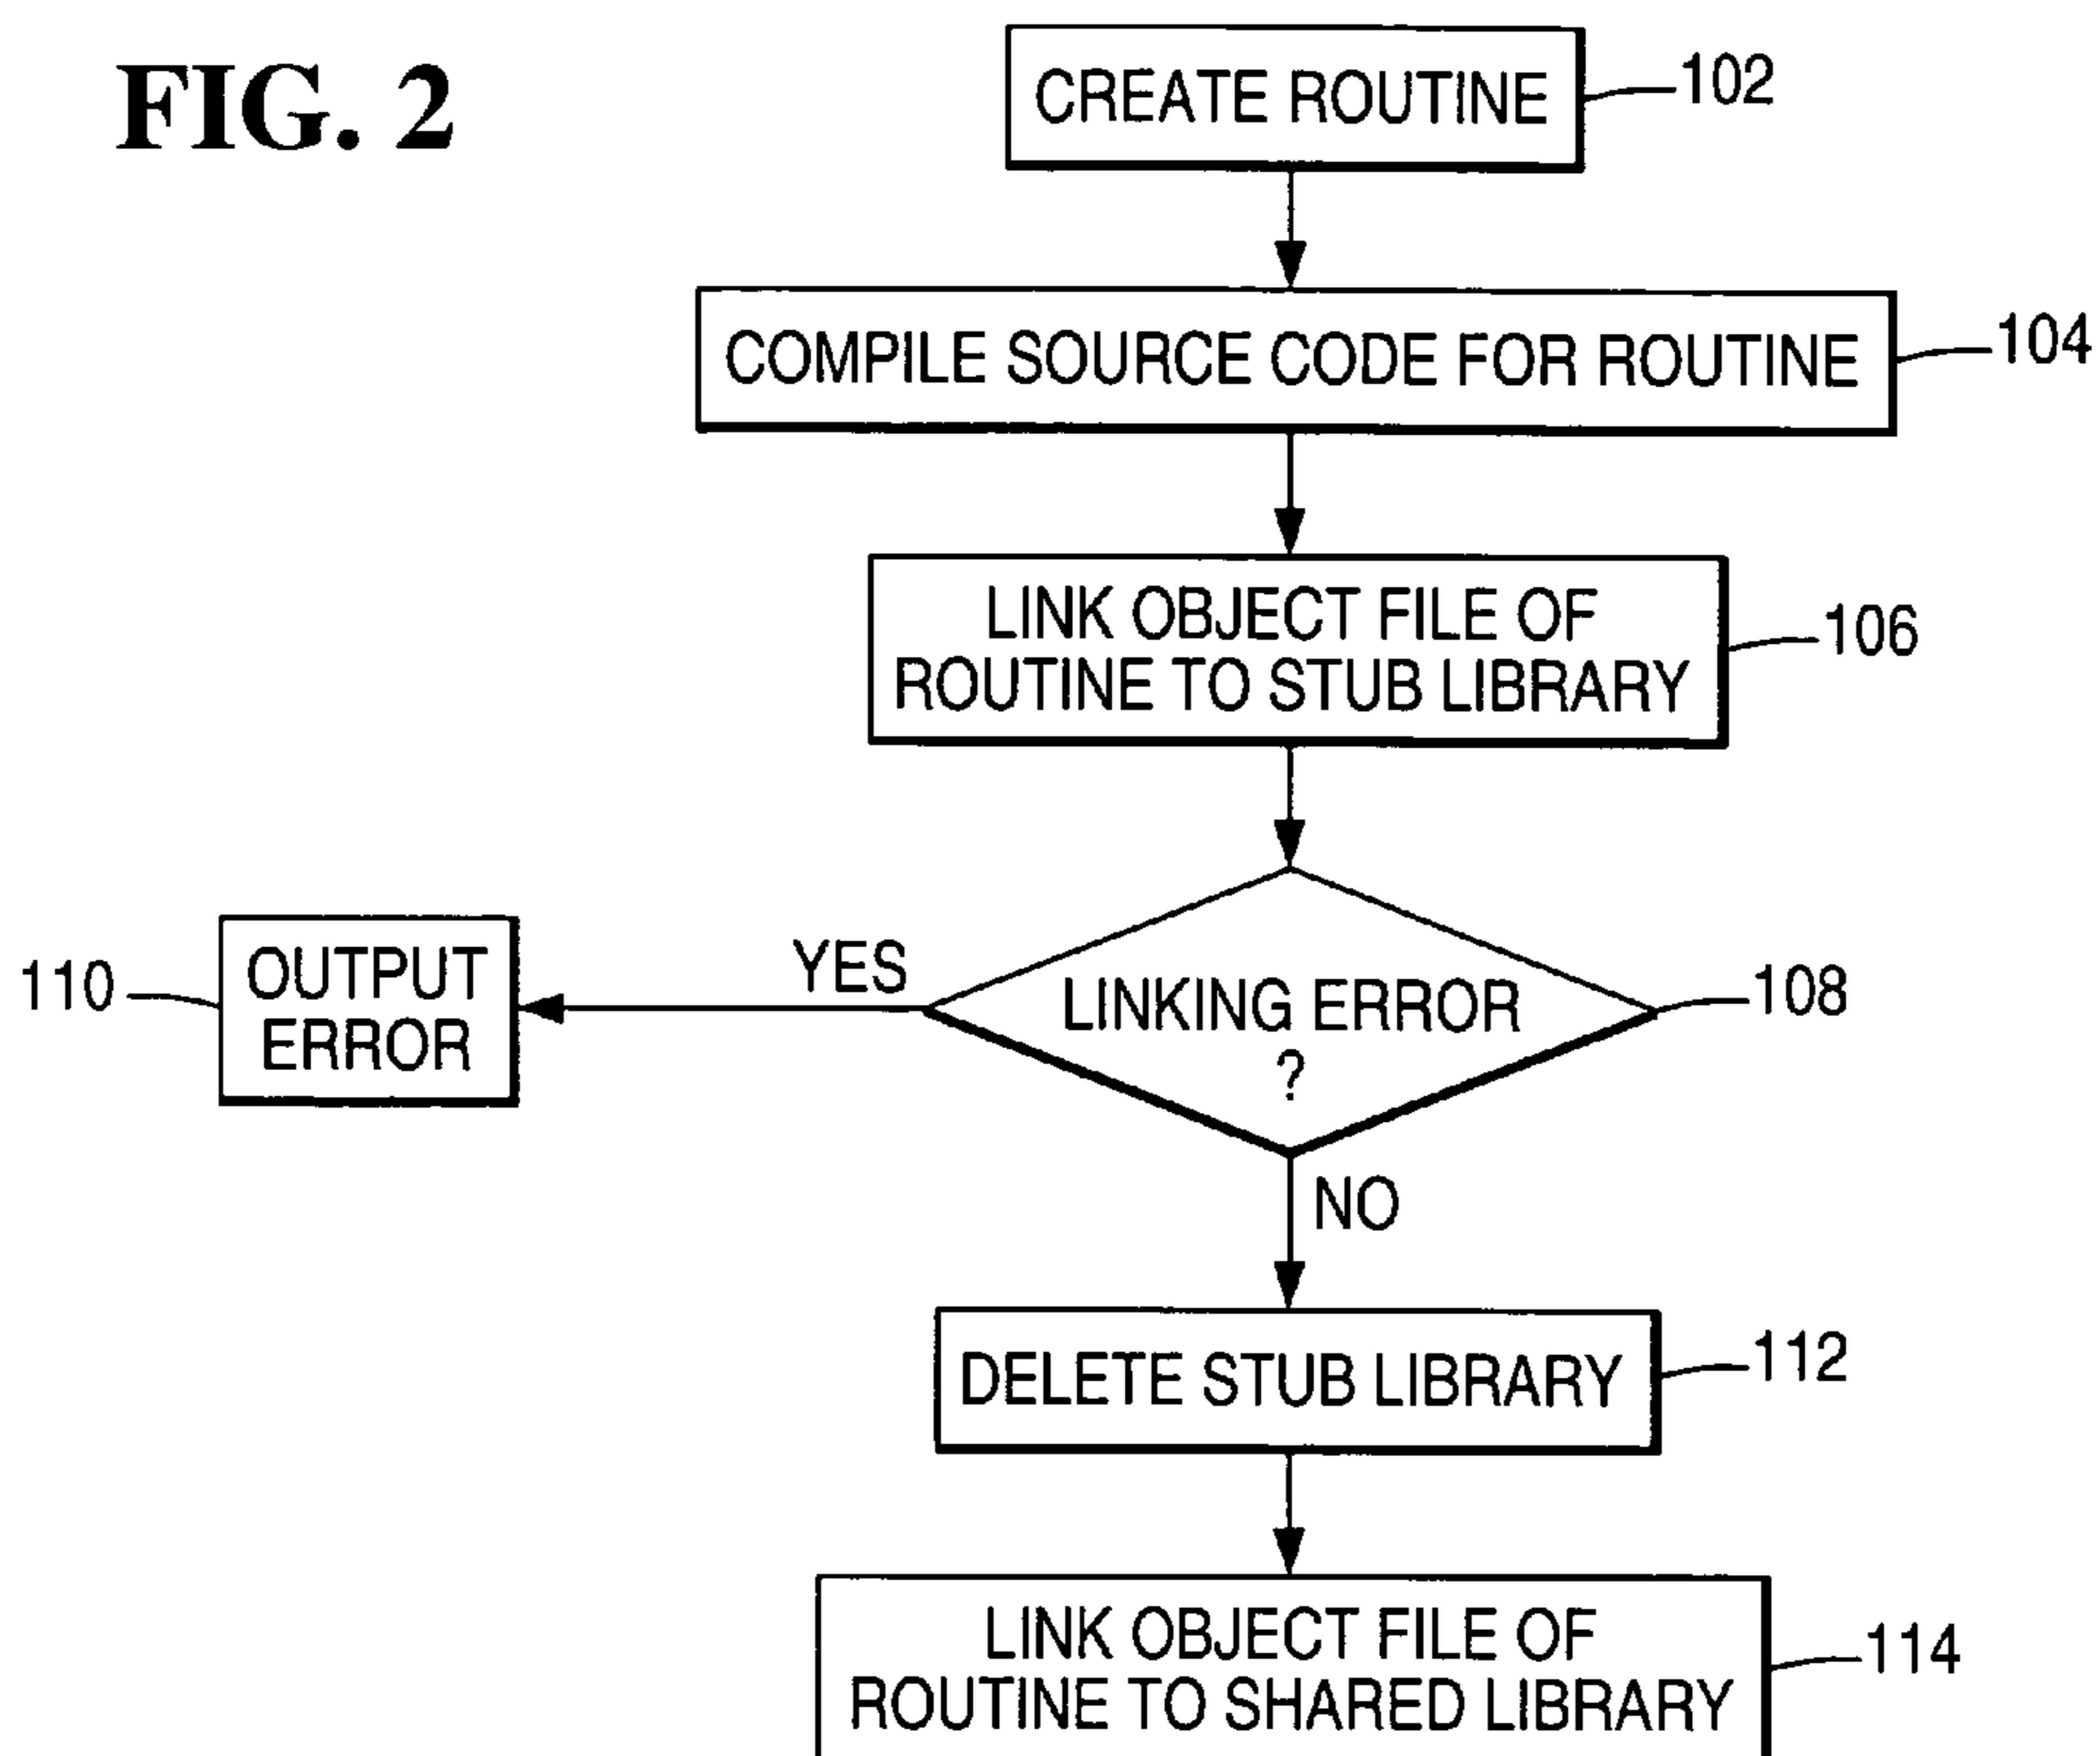 FIG. 2
CREATE ROUTINE
102
COMPILE SOURCE CODE FOR ROUTINE
104
LINK OBJECT FILE OF
ROUTINE TO STUB LIBRARY
106
LINKING ERROR
?
108
YES
OUTPUT
ERROR
110
NO
DELETE STUB LIBRARY
112
LINK OBJECT FILE OF
ROUTINE TO SHARED LIBRARY
114